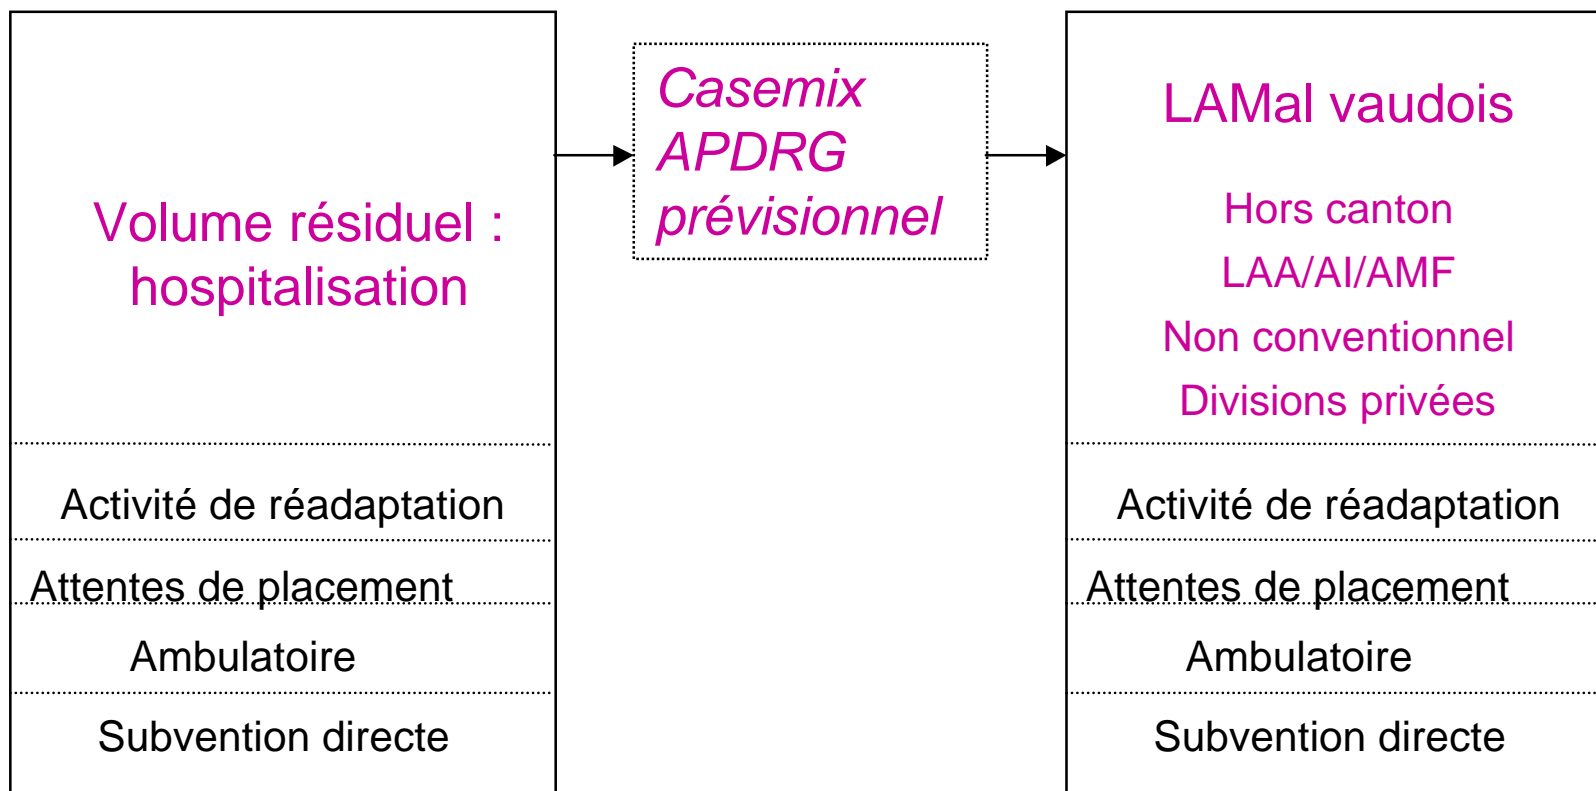 Volume résiduel :
hospitalisation
Activité de réadaptation
Attentes de placement
Ambulatoire
Subvention directe
Casemix
APDRG
prévisionnel
LAMal vaudois
Hors canton
LAA/AI/AMF
Non conventionnel
Divisions privées
Activité de réadaptation
Attentes de placement
Ambulatoire
Subvention directe